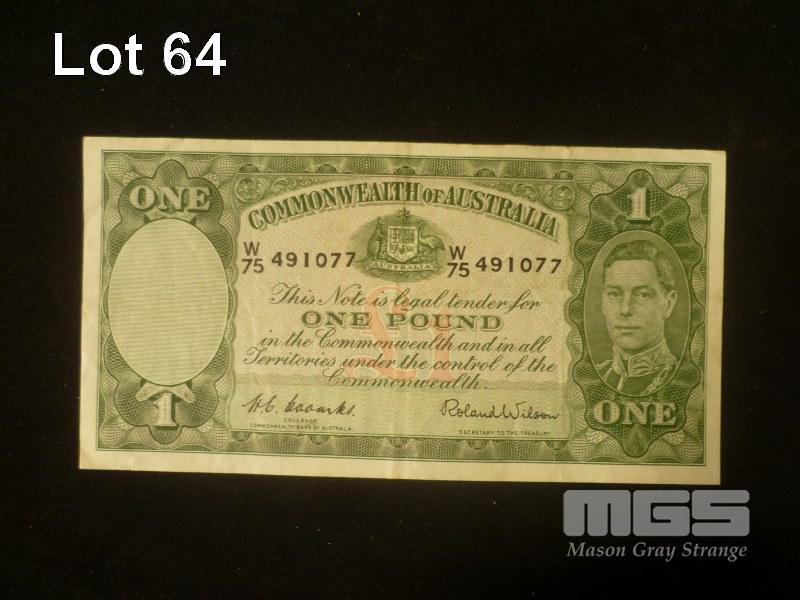 Lot 64
ONE
1
COMMONWEALTH OF AUSTRALIA
W/75 491077
W/75 491077
AUSTRALIA
This Note is legal tender for
ONE POUND
in the Commonwealth and in all
Territories under the control of the
Commonwealth.
H.C. Coombs.
Roland Wilson
GOVERNOR
COMMONWEALTH BANK OF AUSTRALIA.
SECRETARY TO THE TREASURY
1
ONE
MGS
Mason Gray Strange